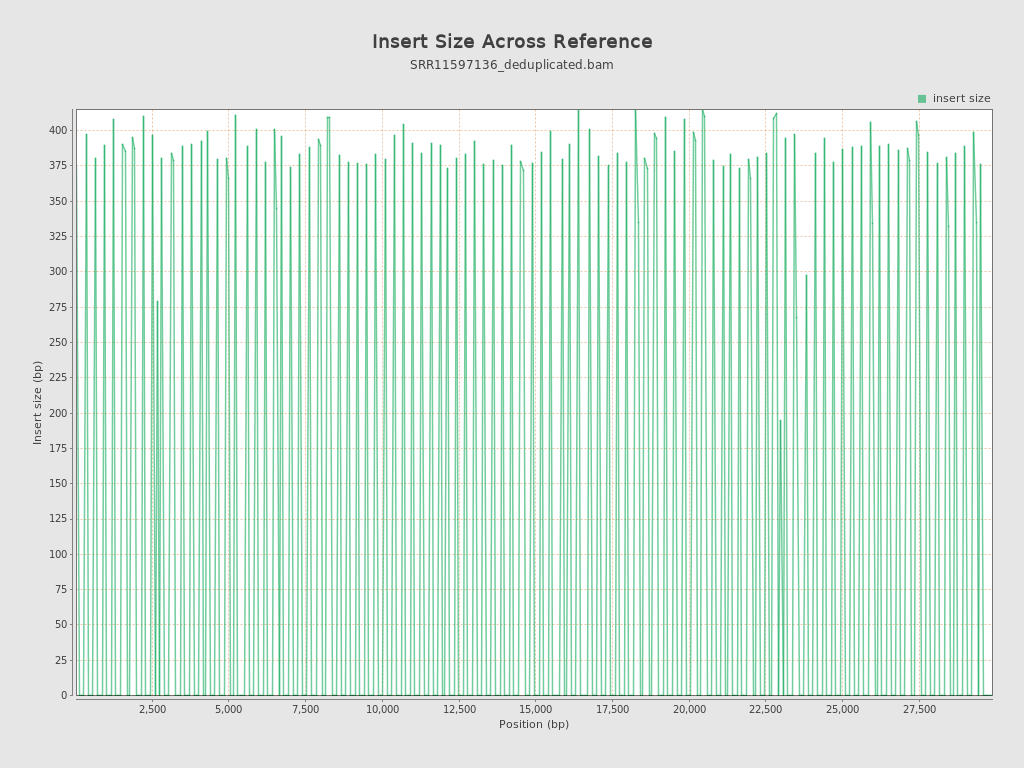 Insert Size Across Reference
SRR11597136_deduplicated.bam
insert size
400
375
350
325
300
275
250
225
200
175
150
125
100
75
50
25
0
Insert size (bp)
2,500 5,000 7,500 10,000 12,500 15,000 17,500 20,000 22,500 25,000 27,500
Position (bp)